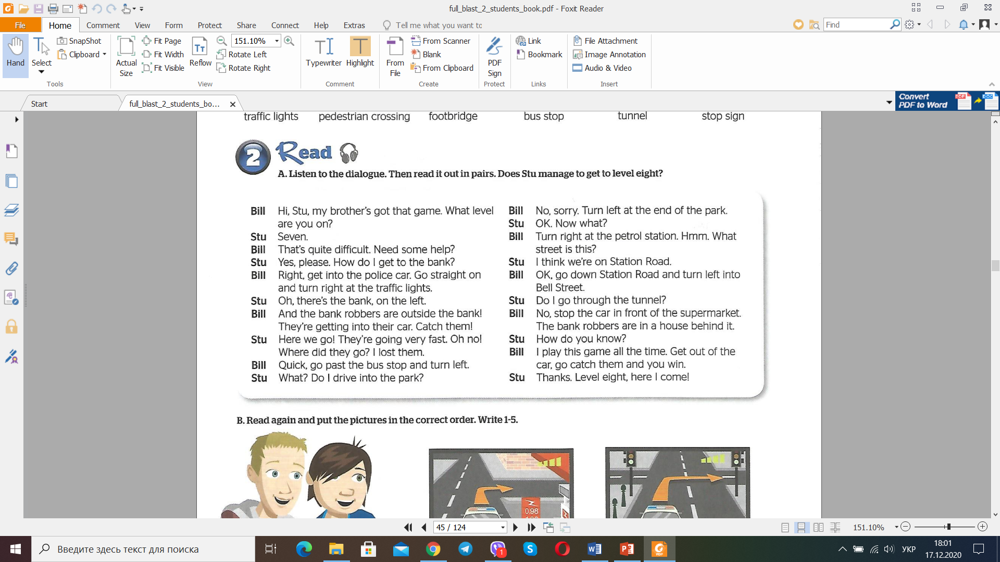 full_blast_2_students_book.pdf - Foxit Reader
File Home Comment View Form Protect Share Connect Help Extras Tell me what you want to Find
Hand
Select
SnapShot
Clipboard
Tools
Actual Size
Fit Page
Fit Width
Fit Visible
Reflow
151.10%
Rotate Left
Rotate Right
View
Typewriter
Highlight
Comment
From File
From Scanner
Blank
From Clipboard
Create
PDF Sign
Protect
Link
Bookmark
Links
File Attachment
Image Annotation
Audio & Video
Insert
Start
full_blast_2_students_bo...
Convert
PDF to Word
PDF DOC
traffic lights pedestrian crossing footbridge bus stop tunnel stop sign
2 Read
A. Listen to the dialogue. Then read it out in pairs. Does Stu manage to get to level eight?
Bill Hi, Stu, my brother's got that game. What level
are you on?
Stu Seven.
Bill That's quite difficult. Need some help?
Stu Yes, please. How do I get to the bank?
Bill Right, get into the police car. Go straight on
and turn right at the traffic lights.
Stu Oh, there's the bank, on the left.
Bill And the bank robbers are outside the bank!
They're getting into their car. Catch them!
Stu Here we go! They're going very fast. Oh no!
Where did they go? I lost them.
Bill Quick, go past the bus stop and turn left.
Stu What? Do I drive into the park?
Bill No, sorry. Turn left at the end of the park.
Stu OK. Now what?
Bill Turn right at the petrol station. Hmm. What
street is this?
Stu I think we're on Station Road.
Bill OK, go down Station Road and turn left into
Bell Street.
Stu Do I go through the tunnel?
Bill No, stop the car in front of the supermarket.
The bank robbers are in a house behind it.
Stu How do you know?
Bill I play this game all the time. Get out of the
car, go catch them and you win.
Stu Thanks. Level eight, here I come!
B. Read again and put the pictures in the correct order. Write 1-5.
0.98
45 / 124
151.10%
Введите здесь текст для поиска
1
УКР
18:01
17.12.2020